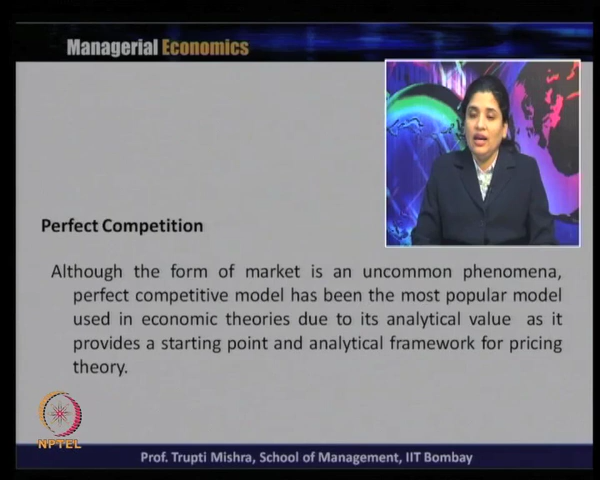 Managerial Economics
Perfect Competition
Although the form of market is an uncommon phenomena,
perfect competitive model has been the most popular model
used in economic theories due to its analytical value as it
provides a starting point and analytical framework for pricing
theory.
NPTEL
Prof. Trupti Mishra, School of Management, IIT Bombay